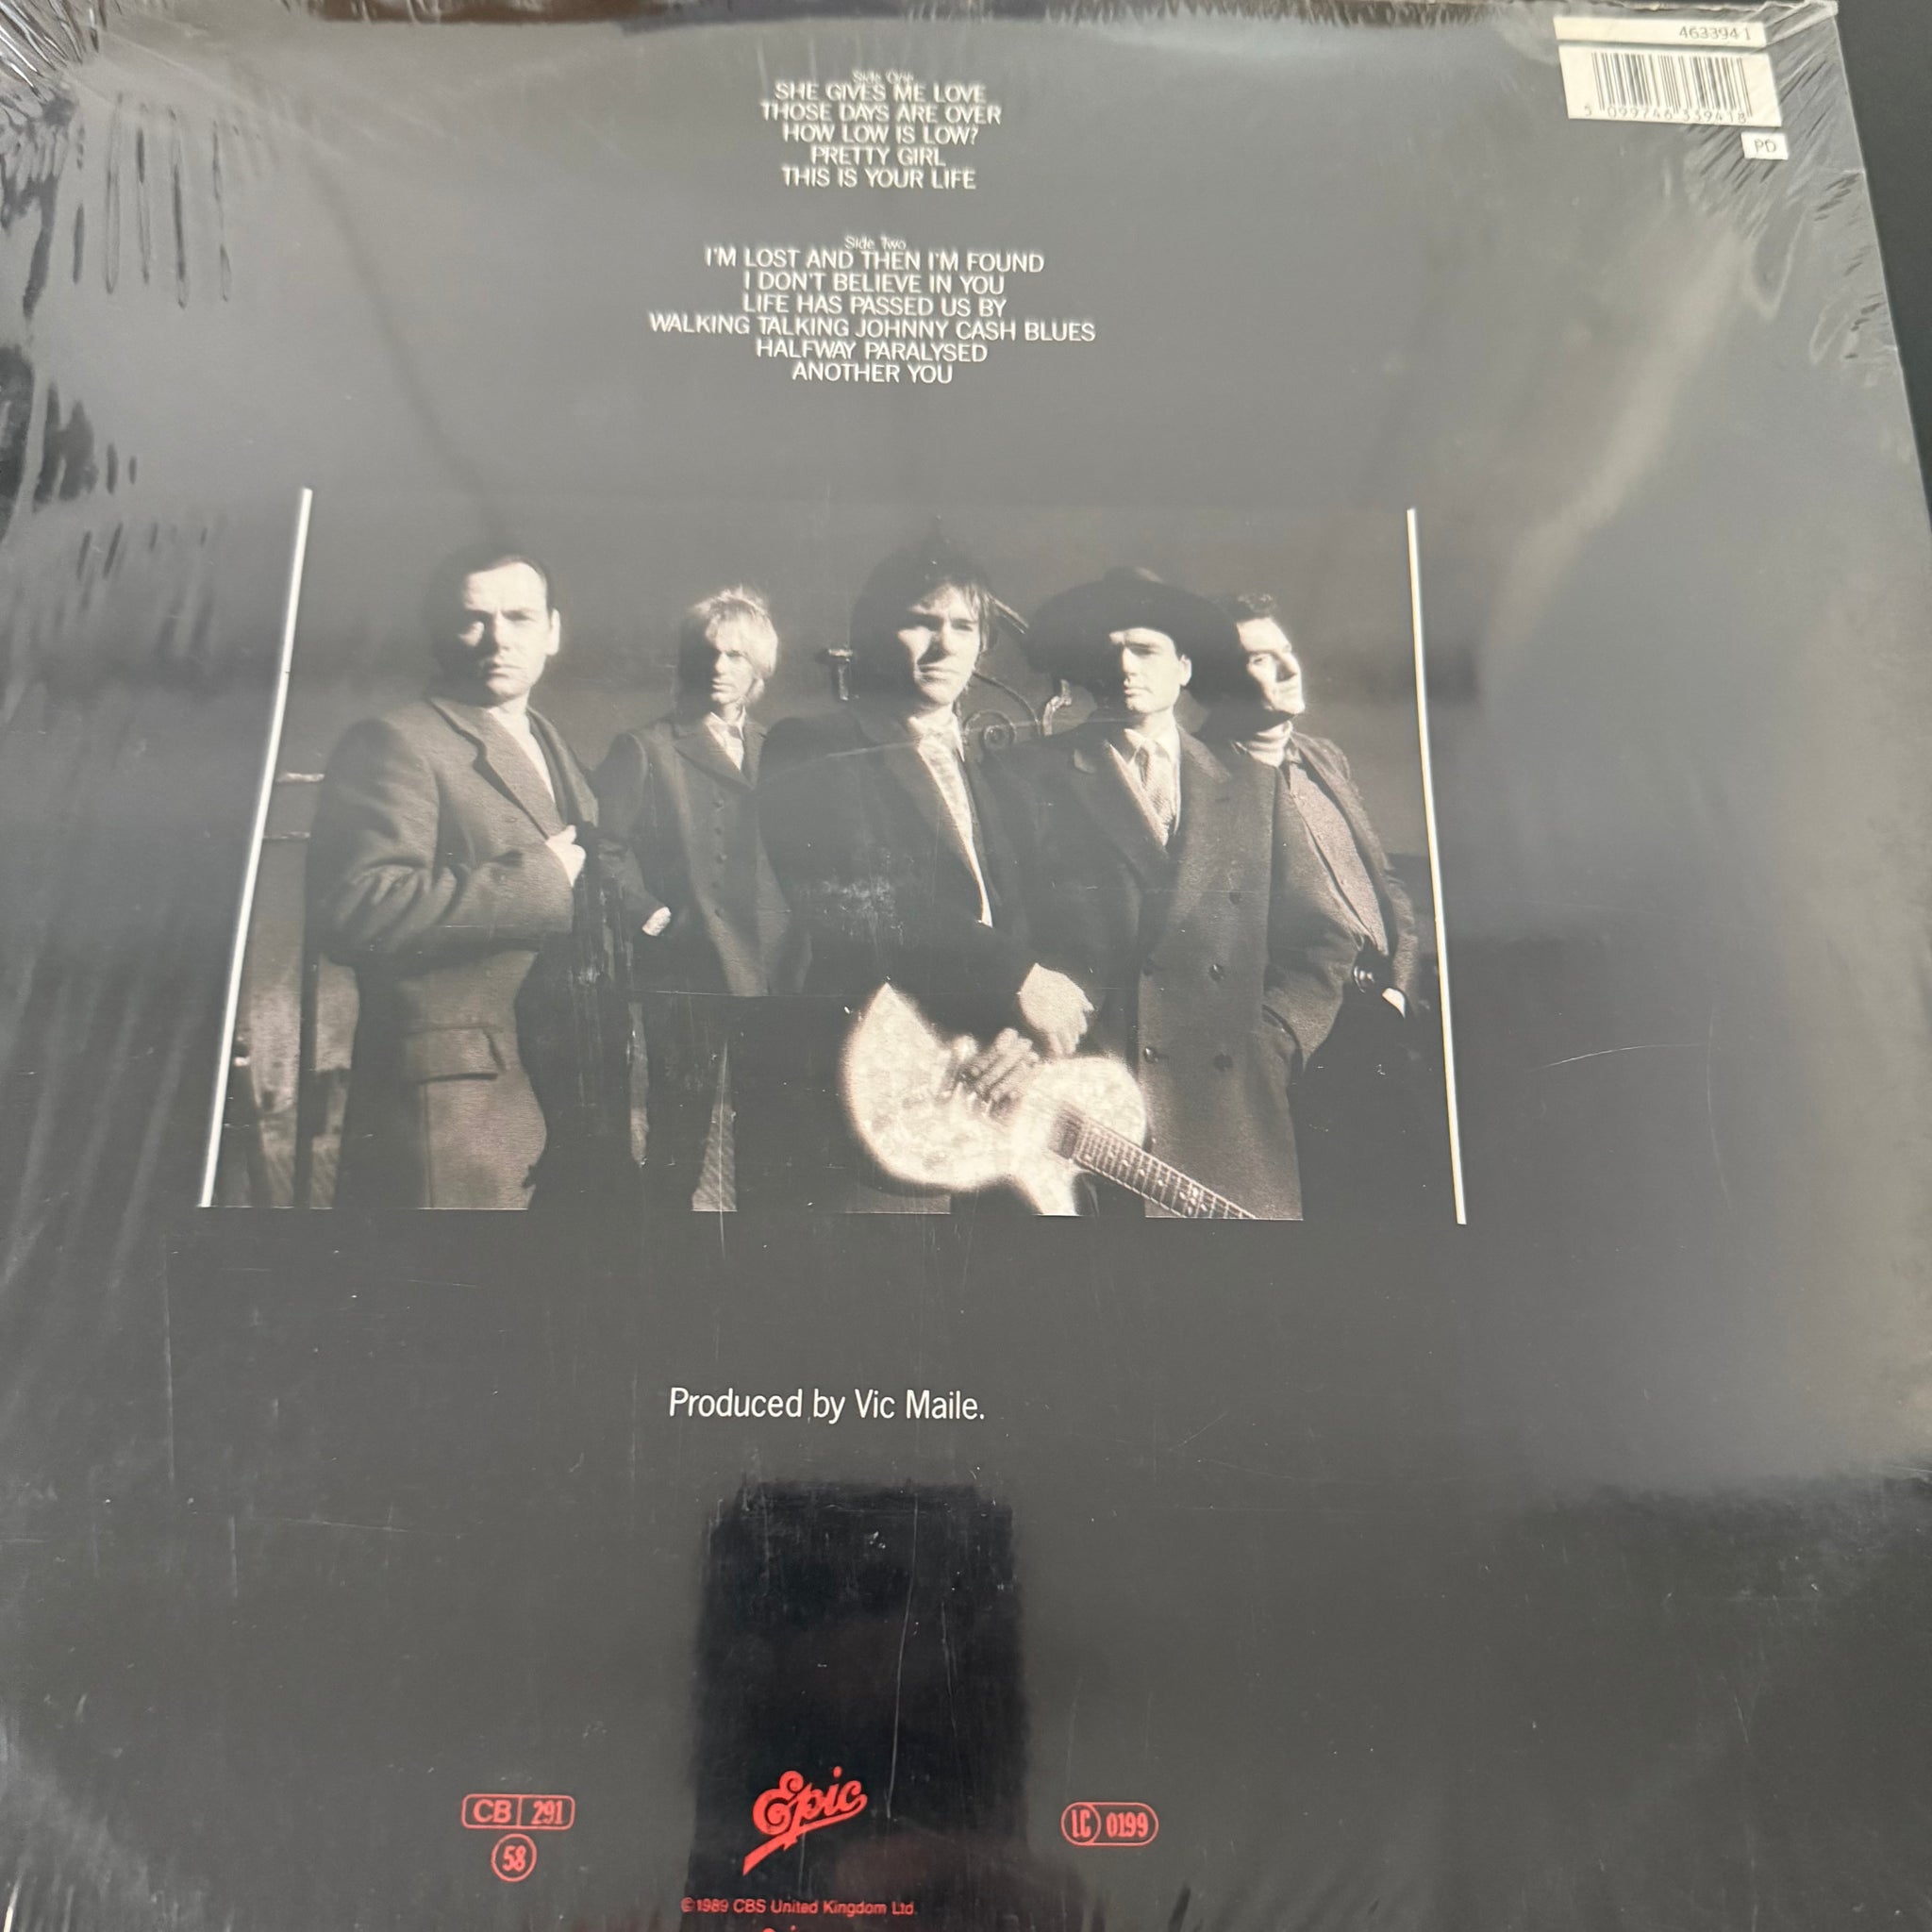 463394 1
5 099746 339418
PD
Side One
SHE GIVES ME LOVE
THOSE DAYS ARE OVER
HOW LOW IS LOW?
PRETTY GIRL
THIS IS YOUR LIFE
Side Two
I'M LOST AND THEN I'M FOUND
I DON'T BELIEVE IN YOU
LIFE HAS PASSED US BY
WALKING TALKING JOHNNY CASH BLUES
HALFWAY PARALYSED
ANOTHER YOU
Produced by Vic Maile.
CB 291
58
Epic
LC 0199
©1989 CBS United Kingdom Ltd.